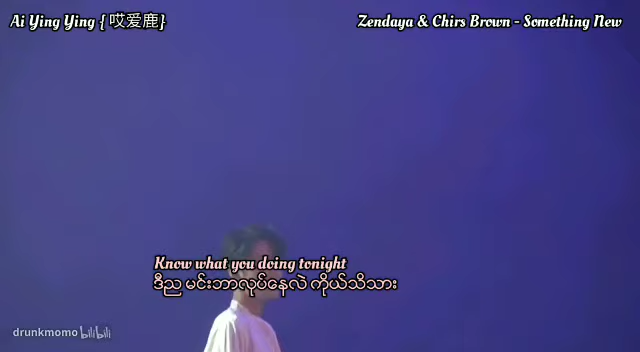 Ai Ying Ying { 哎爱鹿}
Zendaya & Chirs Brown - Something New
Know what you doing tonight
ဒီည မင်းဘာလုပ်နေလဲ ကိုယ်သိသား
drunkmomo bilibili